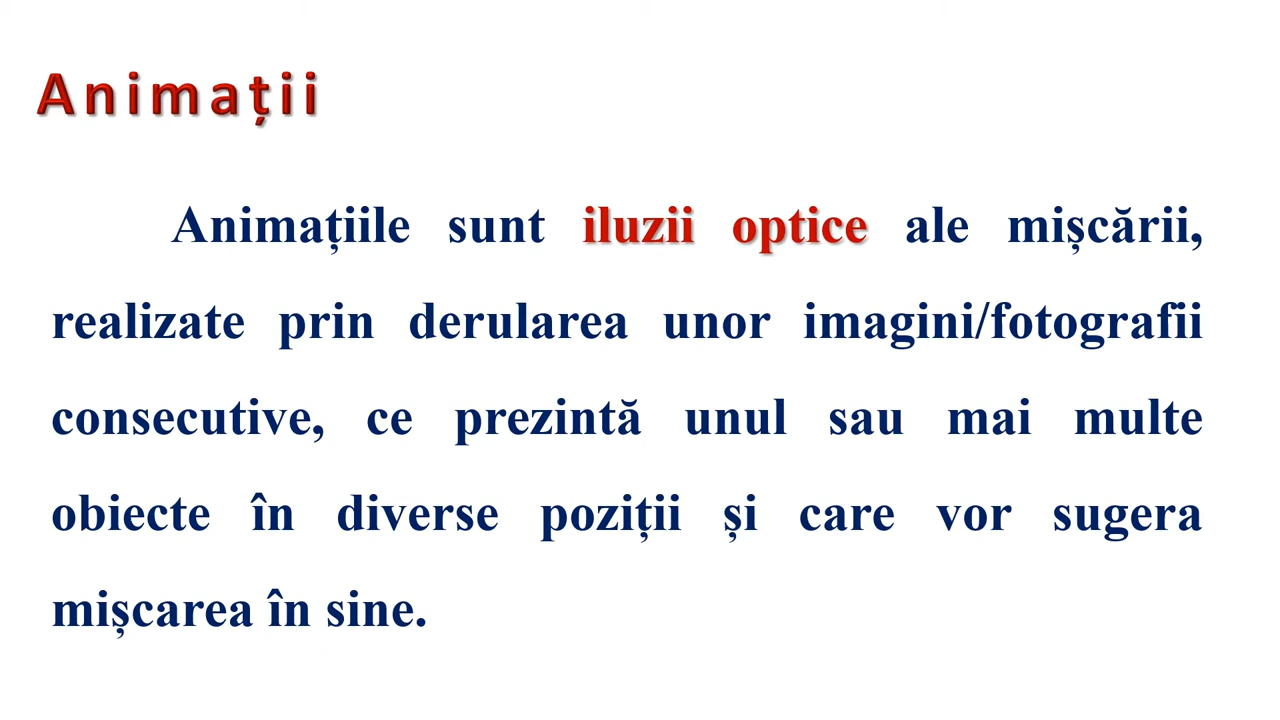 Animații
Animațiile sunt iluzii optice ale mișcării,
realizate prin derularea unor imagini/fotografii
consecutive, ce prezintă unul sau mai multe
obiecte în diverse poziții și care vor sugera
mișcarea în sine.